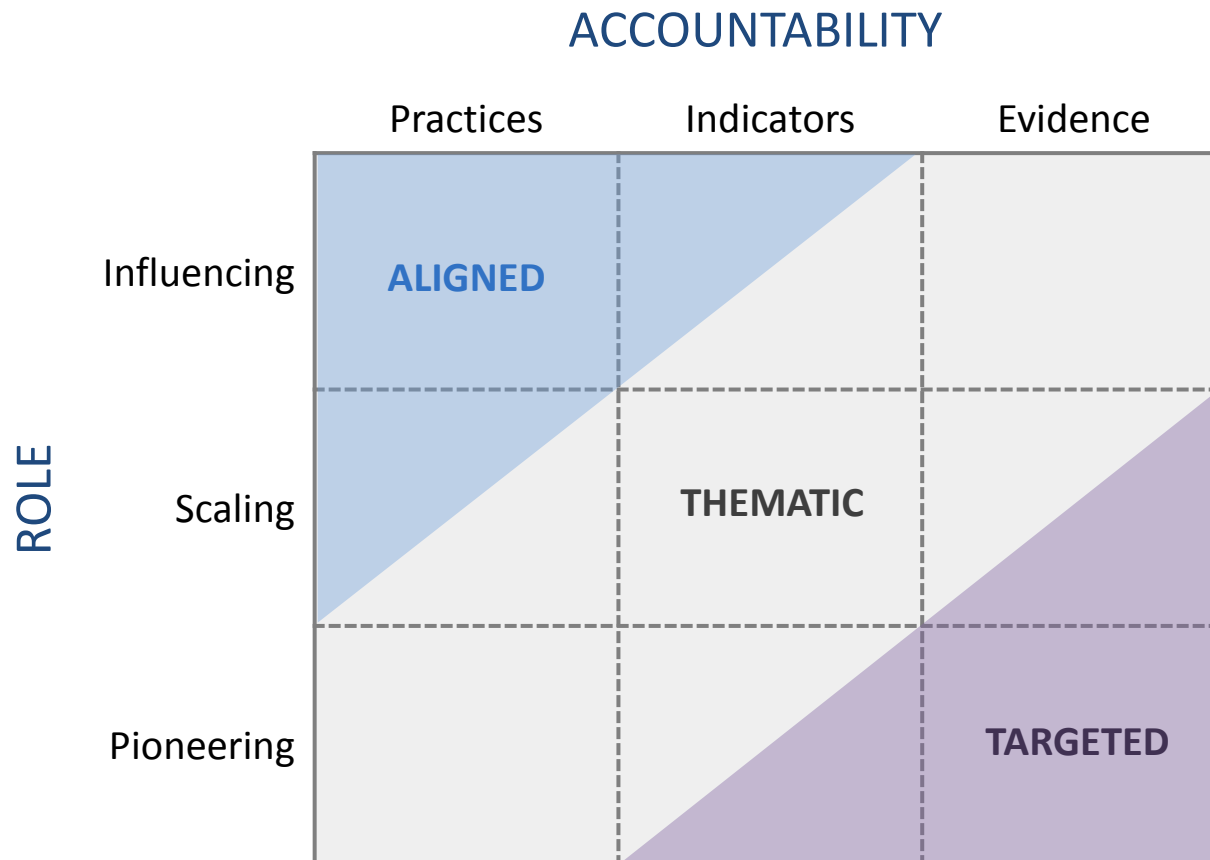 ACCOUNTABILITY
Practices Indicators Evidence
Influencing ALIGNED
ROLE
Scaling THEMATIC
Pioneering TARGETED